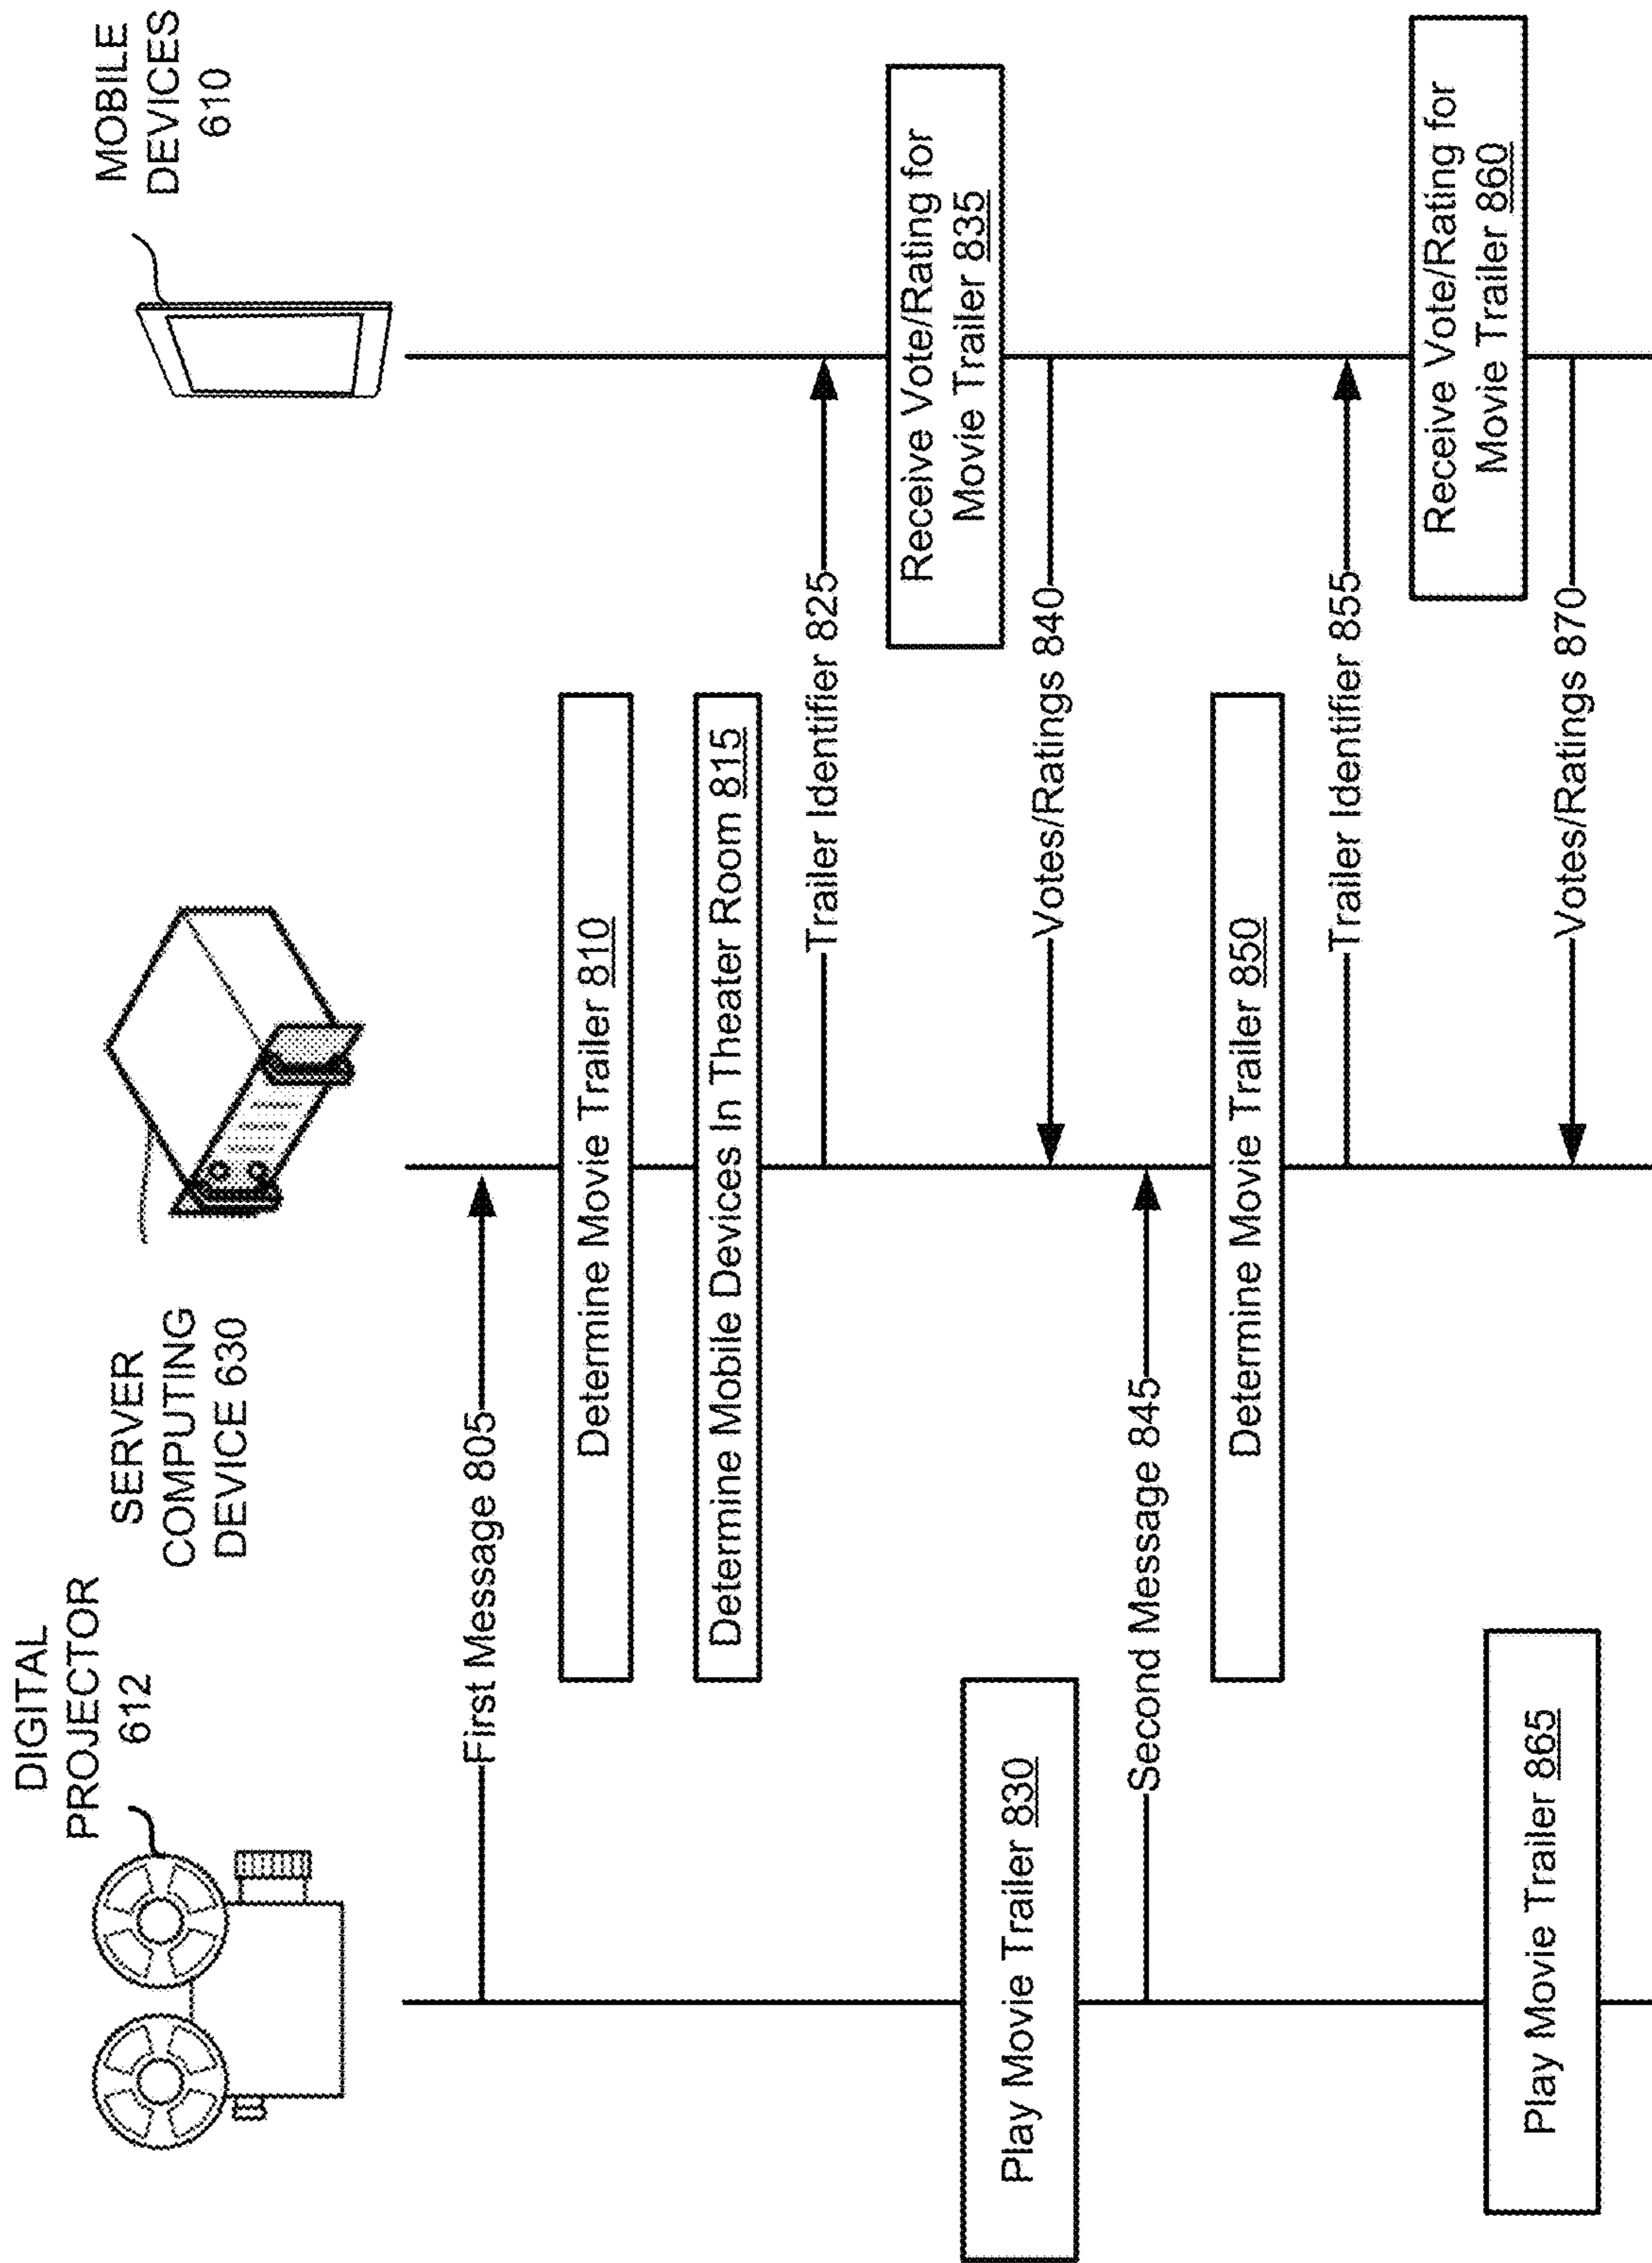 DIGITAL
PROJECTOR
612
SERVER
COMPUTING
DEVICE 630
MOBILE
DEVICES
610
First Message 805
Determine Movie Trailer 810
Determine Mobile Devices In Theater Room 815
Trailer Identifier 825
Receive Vote/Rating for
Movie Trailer 835
Play Movie Trailer 830
Votes/Ratings 840
Second Message 845
Determine Movie Trailer 850
Trailer Identifier 855
Receive Vote/Rating for
Movie Trailer 860
Play Movie Trailer 865
Votes/Ratings 870